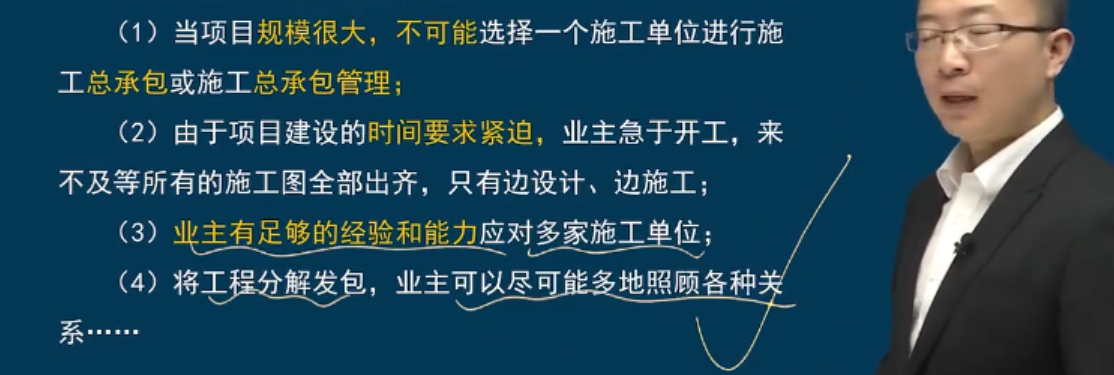 （1）当项目规模很大，不可能选择一个施工单位进行施
工总承包或施工总承包管理；
（2）由于项目建设的时间要求紧迫，业主急于开工，来
不及等所有的施工图全部出齐，只有边设计、边施工；
（3）业主有足够的经验和能力应对多家施工单位；
（4）将工程分解发包，业主可以尽可能多地照顾各种关
系……